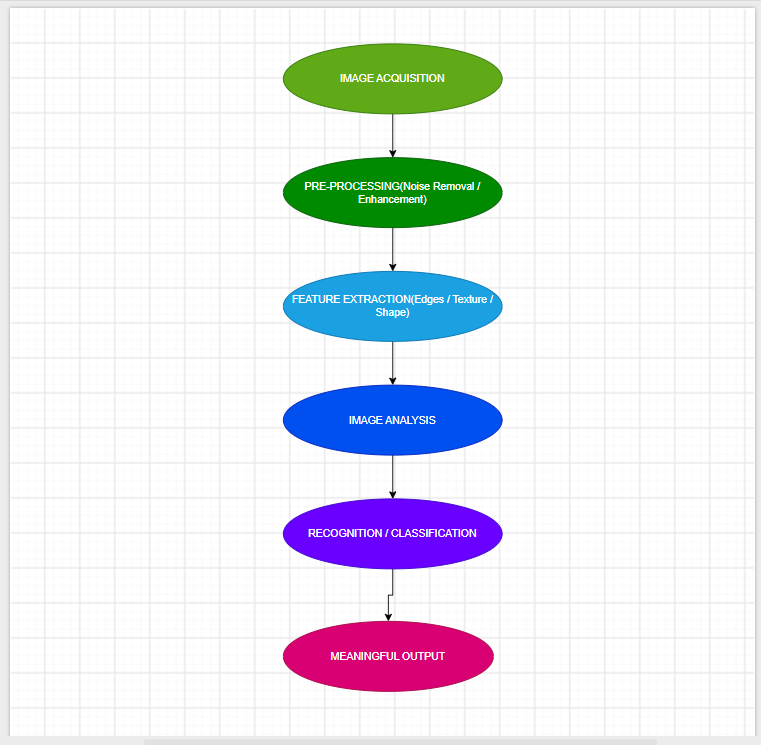 IMAGE ACQUISITION
PRE-PROCESSING(Noise Removal /
Enhancement)
FEATURE EXTRACTION(Edges / Texture /
Shape)
IMAGE ANALYSIS
RECOGNITION / CLASSIFICATION
MEANINGFUL OUTPUT